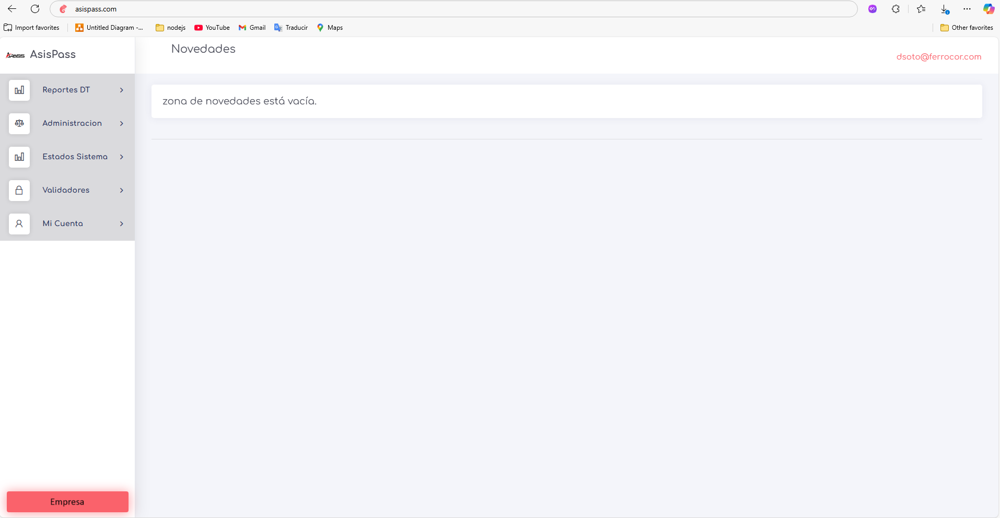 asispass.com
Import favorites
Untitled Diagram -...
nodejs
YouTube
Gmail
Traducir
Maps
Other favorites
APASS AsisPass
Novedades
dsoto@ferrocor.com
Reportes DT
Administracion
Estados Sistema
Validadores
Mi Cuenta
zona de novedades está vacía.
Empresa